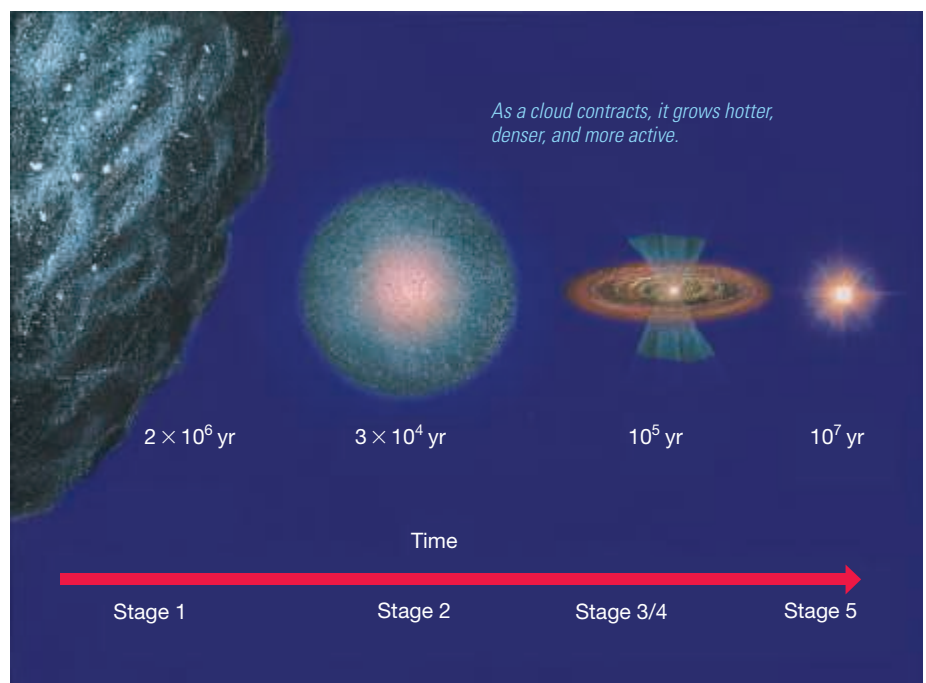 As a cloud contracts, it grows hotter,
denser, and more active.
2 × 10⁶ yr
3 × 10⁴ yr
10⁵ yr
10⁷ yr
Time
Stage 1
Stage 2
Stage 3/4
Stage 5